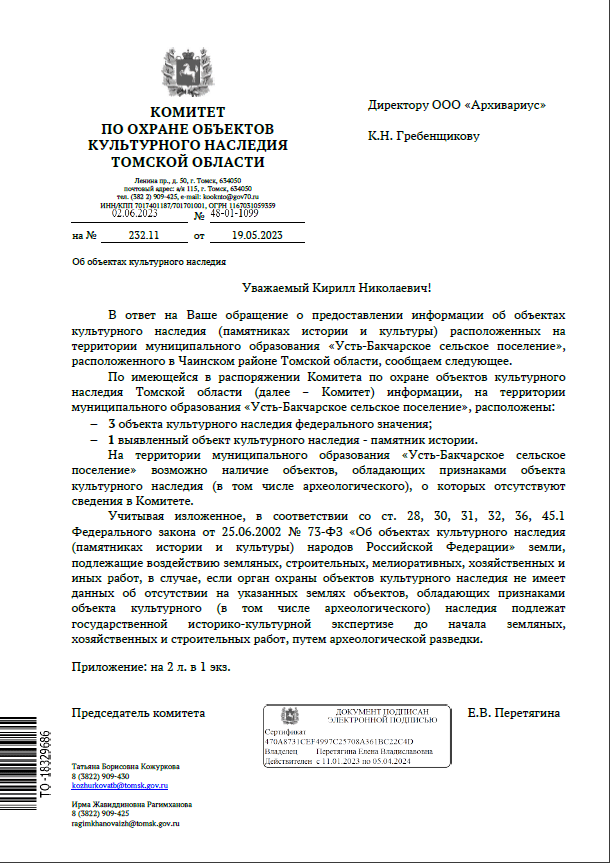 КОМИТЕТ
ПО ОХРАНЕ ОБЪЕКТОВ
КУЛЬТУРНОГО НАСЛЕДИЯ
ТОМСКОЙ ОБЛАСТИ
Ленина пр., д. 50, г. Томск, 634050
почтовый адрес: а/я 115, г. Томск, 634050
тел. (382 2) 909-425, e-mail: kooknto@gov70.ru
ИНН/КПП 7017401187/701701001, ОГРН 1167031059359
02.06.2023 № 48-01-1099
на № 232.11 от 19.05.2023
Директору ООО «Архивариус»
К.Н. Гребенщикову
Об объектах культурного наследия
Уважаемый Кирилл Николаевич!
В ответ на Ваше обращение о предоставлении информации об объектах
культурного наследия (памятниках истории и культуры) расположенных на
территории муниципального образования «Усть-Бакчарское сельское поселение»,
расположенного в Чаинском районе Томской области, сообщаем следующее.
По имеющейся в распоряжении Комитета по охране объектов культурного
наследия Томской области (далее – Комитет) информации, на территории
муниципального образования «Усть-Бакчарское сельское поселение», расположены:
– 3 объекта культурного наследия федерального значения;
– 1 выявленный объект культурного наследия - памятник истории.
На территории муниципального образования «Усть-Бакчарское сельское
поселение» возможно наличие объектов, обладающих признаками объекта
культурного наследия (в том числе археологического), о которых отсутствуют
сведения в Комитете.
Учитывая изложенное, в соответствии со ст. 28, 30, 31, 32, 36, 45.1
Федерального закона от 25.06.2002 № 73-ФЗ «Об объектах культурного наследия
(памятниках истории и культуры) народов Российской Федерации» земли,
подлежащие воздействию земляных, строительных, мелиоративных, хозяйственных и
иных работ, в случае, если орган охраны объектов культурного наследия не имеет
данных об отсутствии на указанных землях объектов, обладающих признаками
объекта культурного (в том числе археологического) наследия подлежат
государственной историко-культурной экспертизе до начала земляных,
хозяйственных и строительных работ, путем археологической разведки.
Приложение: на 2 л. в 1 экз.
Председатель комитета
ДОКУМЕНТ ПОДПИСАН
ЭЛЕКТРОННОЙ ПОДПИСЬЮ
Сертификат
470A8731CEF4997C25708A361BC22C4D
Владелец Перетягина Елена Владиславовна
Действителен с 11.01.2023 по 05.04.2024
Е.В. Перетягина
ТО-18329686
Татьяна Борисовна Кожуркова
8 (3822) 909-430
kozhurkovatb@tomsk.gov.ru
Ирма Жавиддиновна Рагимханова
8 (3822) 909-425
ragimkhanovaizh@tomsk.gov.ru